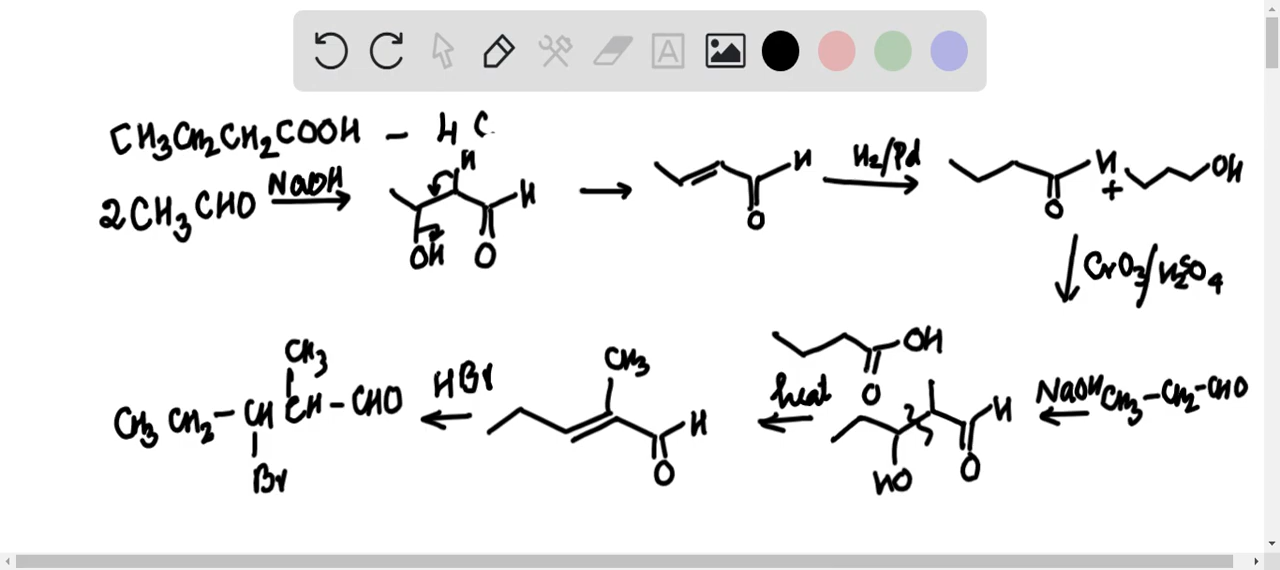 A
CH3CH2CH2COOH – 4 C
2CH3CHO NaOH
H
H
OH O
H
O
H2/Pd
H
O
+
OH
CrO3/H2SO4
OH
O
CH3-CH2-CHO
NaOH
H
O
HO
heat
CH3
H
O
HBr
CH3
CH3 CH2-CH CH-CHO
Br